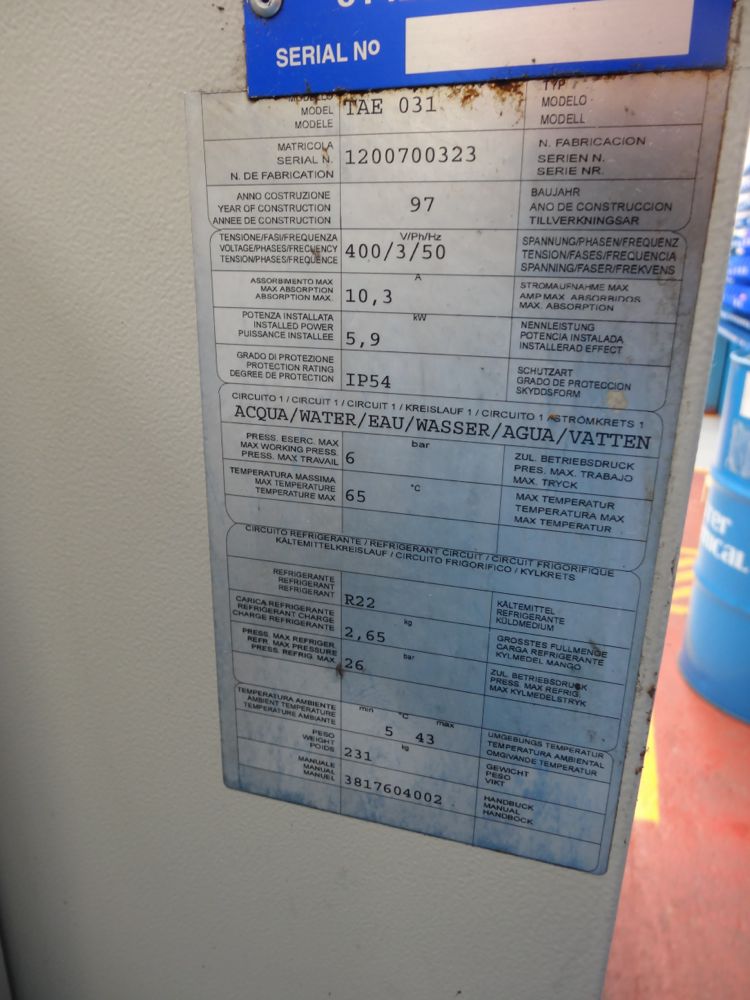 SERIAL Nº
MODELLO TYP
MODEL TAE 031 MODELO
MODELE MODELL
MATRICOLA N. FABRICACION
SERIAL N. 1200700323 SERIEN N.
N. DE FABRICATION SERIE NR.
ANNO COSTRUZIONE BAUJAHR
YEAR OF CONSTRUCTION 97 ANO DE CONSTRUCCION
ANNEE DE CONSTRUCTION TILLVERKNINGSAR
TENSIONE/FASI/FREQUENZA V/Ph/Hz SPANNUNG/PHASEN/FREQUENZ
VOLTAGE/PHASES/FRECUENCY 400/3/50 TENSION/FASES/FREQUENCIA
TENSION/PHASES/FREQUENCE SPANNING/FASER/FREKVENS
ASSORBIMENTO MAX A STROMAUFNAHME MAX
MAX ABSORPTION 10,3 AMP.MAX. ABSORBIDOS
ABSORPTION MAX. MAX. ABSORPTION
POTENZA INSTALLATA kW NENNLEISTUNG
INSTALLED POWER 5,9 POTENCIA INSTALADA
PUISSANCE INSTALLEE INSTALLERAD EFFECT
GRADO DI PROTEZIONE SCHUTZART
PROTECTION RATING IP54 GRADO DE PROTECCION
DEGREE DE PROTECTION SKYDDSFORM
CIRCUITO 1 / CIRCUIT 1 / CIRCUIT 1 / KREISLAUF 1 / CIRCUITO 1 / STRÖMKRETS 1
ACQUA/WATER/EAU/WASSER/AGUA/VATTEN
PRESS. ESERC. MAX bar ZUL. BETRIEBSDRUCK
MAX WORKING PRESS. 6 PRES. MAX. TRABAJO
PRESS. MAX TRAVAIL MAX. TRYCK
TEMPERATURA MASSIMA °C MAX TEMPERATUR
MAX TEMPERATURE 65 TEMPERATURA MAX
TEMPERATURE MAX MAX TEMPERATUR
CIRCUITO REFRIGERANTE / REFRIGERANT CIRCUIT / CIRCUIT FRIGORIFIQUE
KÄLTEMITTELKREISLAUF / CIRCUITO FRIGORIFICO / KYLKRETS
REFRIGERANTE KÄLTEMITTEL
REFRIGERANT R22 REFRIGERANTE
REFRIGERANT KÜLDMEDIUM
CARICA REFRIGERANTE kg GROSSTES FULLMENGE
REFRIGERANT CHARGE 2,65 CARGA REFRIGERANTE
CHARGE REFRIGERANTE KYLMEDEL MANGO
PRESS. MAX REFRIGER. bar ZUL. BETRIEBSDRUCK
REFR. MAX PRESSURE 26 PRESS. MAX REFRIG.
PRESS. REFRIG. MAX. MAX KYLMEDELSTRYK
TEMPERATURA AMBIENTE min °C max UMGEBUNGS TEMPERATUR
AMBIENT TEMPERATURE 5 43 TEMPERATURA AMBIENTAL
TEMPERATURE AMBIANTE OMGIVANDE TEMPERATUR
PESO kg GEWICHT
WEIGHT 231 PESO
POIDS VIKT
MANUALE HANDBUCK
MANUAL 3817604002 MANUAL
MANUEL HANDBOCK